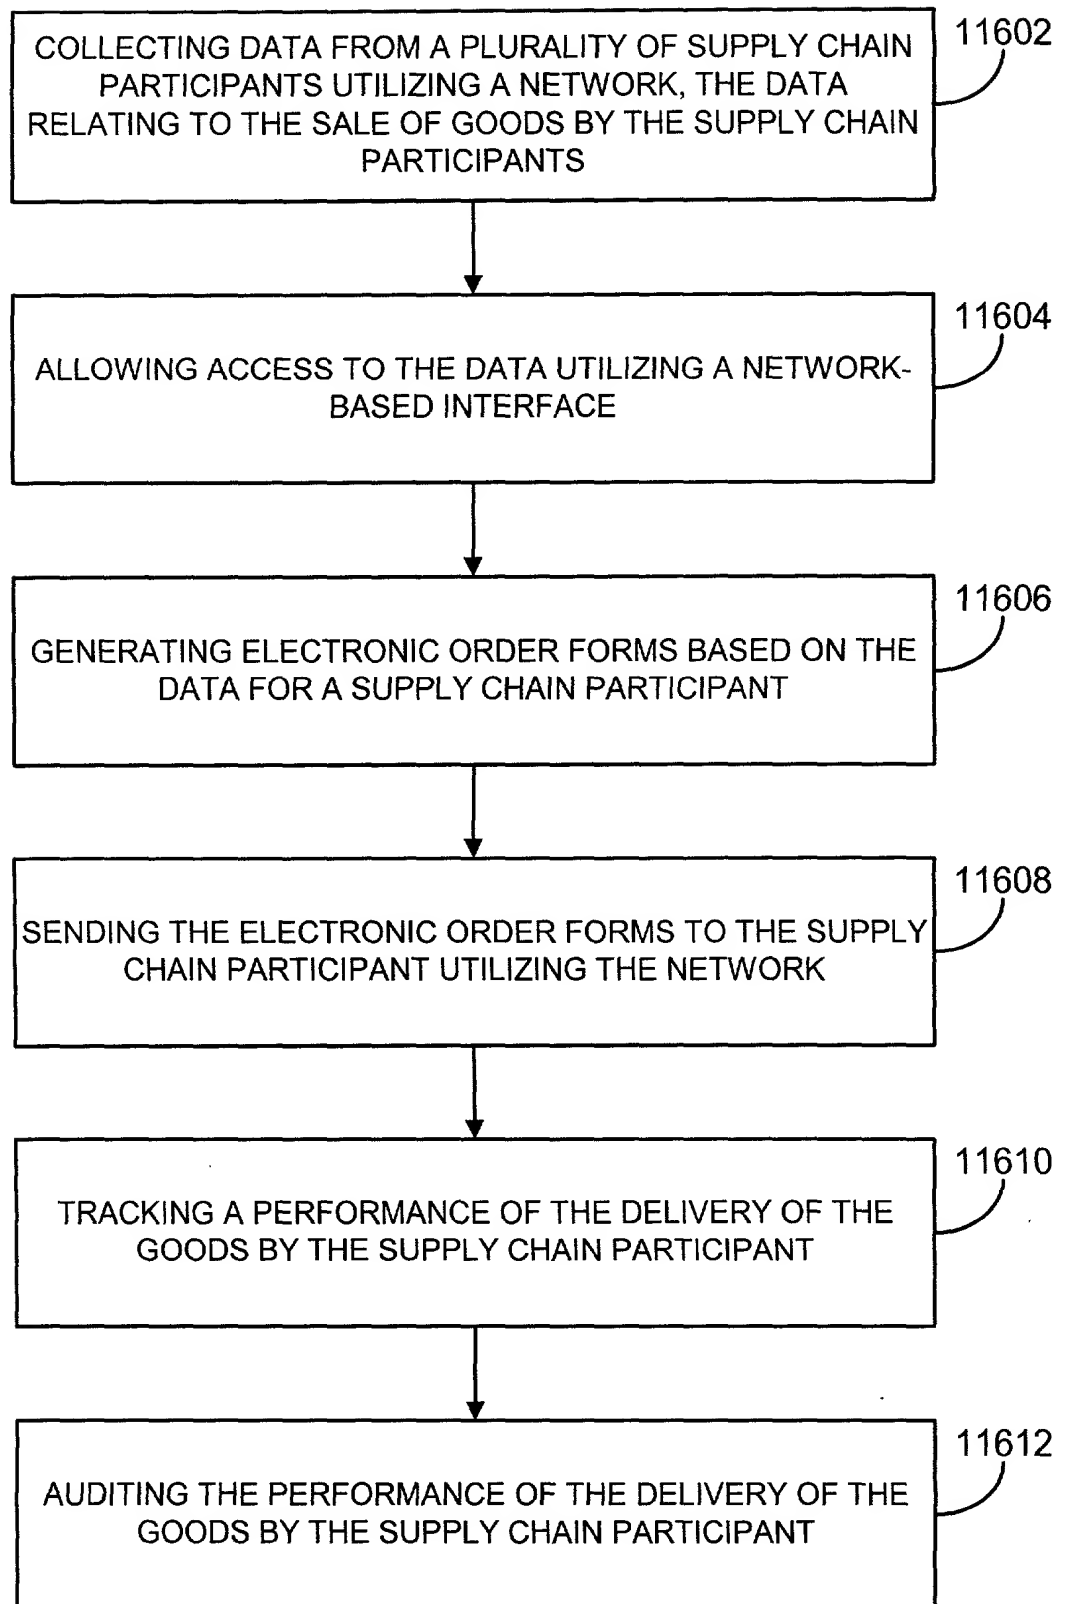 COLLECTING DATA FROM A PLURALITY OF SUPPLY CHAIN
PARTICIPANTS UTILIZING A NETWORK, THE DATA
RELATING TO THE SALE OF GOODS BY THE SUPPLY CHAIN
PARTICIPANTS
11602
ALLOWING ACCESS TO THE DATA UTILIZING A NETWORK-
BASED INTERFACE
11604
GENERATING ELECTRONIC ORDER FORMS BASED ON THE
DATA FOR A SUPPLY CHAIN PARTICIPANT
11606
SENDING THE ELECTRONIC ORDER FORMS TO THE SUPPLY
CHAIN PARTICIPANT UTILIZING THE NETWORK
11608
TRACKING A PERFORMANCE OF THE DELIVERY OF THE
GOODS BY THE SUPPLY CHAIN PARTICIPANT
11610
AUDITING THE PERFORMANCE OF THE DELIVERY OF THE
GOODS BY THE SUPPLY CHAIN PARTICIPANT
11612